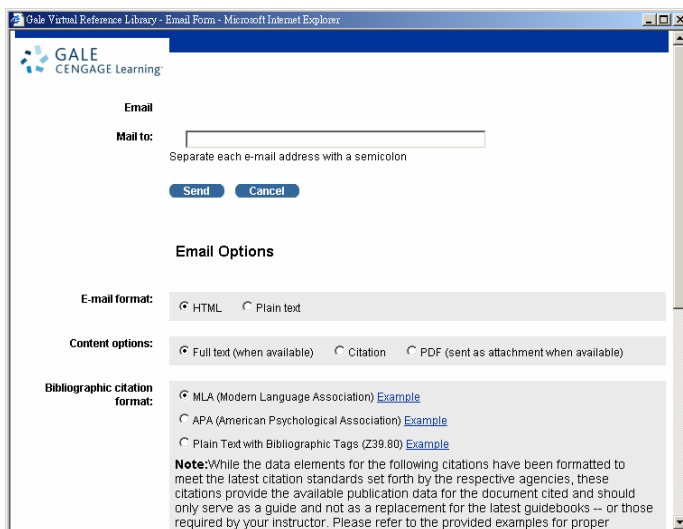 Gale Virtual Reference Library - Email Form - Microsoft Internet Explorer
GALE
CENGAGE Learning
Email
Mail to:
Separate each e-mail address with a semicolon
Send Cancel
Email Options
E-mail format: HTML Plain text
Content options: Full text (when available) Citation PDF (sent as attachment when available)
Bibliographic citation
format:
MLA (Modern Language Association) Example
APA (American Psychological Association) Example
Plain Text with Bibliographic Tags (Z39.80) Example
Note:While the data elements for the following citations have been formatted to
meet the latest citation standards set forth by the respective agencies, these
citations provide the available publication data for the document cited and should
only serve as a guide and not as a replacement for the latest guidebooks -- or those
required by your instructor. Please refer to the provided examples for proper